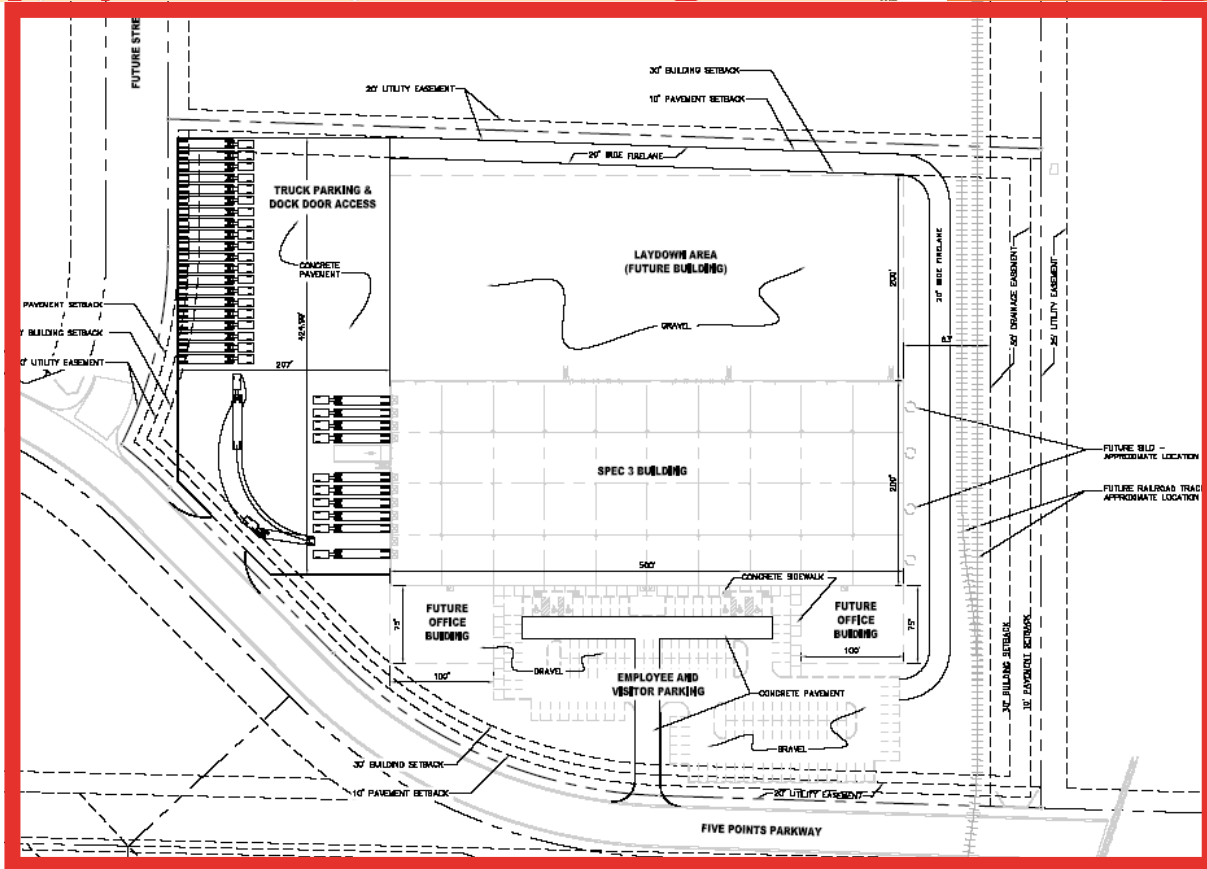 FUTURE STRE
30' BUILDING SETBACK
20' UTILITY EASEMENT
10' PAVEMENT SETBACK
20' WIDE FIRELANE
TRUCK PARKING &
DOCK DOOR ACCESS
LAYDOWN AREA
(FUTURE BUILDING)
CONCRETE
PAVEMENT
GRAVEL
200'
20' WIDE FIRELANE
50' DRAINAGE EASEMENT
25' UTILITY EASEMENT
PAVEMENT SETBACK
' BUILDING SETBACK
0' UTILITY EASEMENT
424.99'
63'
207'
SPEC 3 BUILDING
200'
FUTURE SILO -
APPROXIMATE LOCATION
FUTURE RAILROAD TRAC
APPROXIMATE LOCATION
500'
CONCRETE SIDEWALK
FUTURE
OFFICE
BUILDING
75'
100'
FUTURE
OFFICE
BUILDING
75'
100'
GRAVEL
EMPLOYEE AND
VISITOR PARKING
CONCRETE PAVEMENT
GRAVEL
30' BUILDING SETBACK
10' PAVEMENT SETBACK
30' BUILDING SETBACK
10' PAVEMENT SETBACK
20' UTILITY EASEMENT
FIVE POINTS PARKWAY